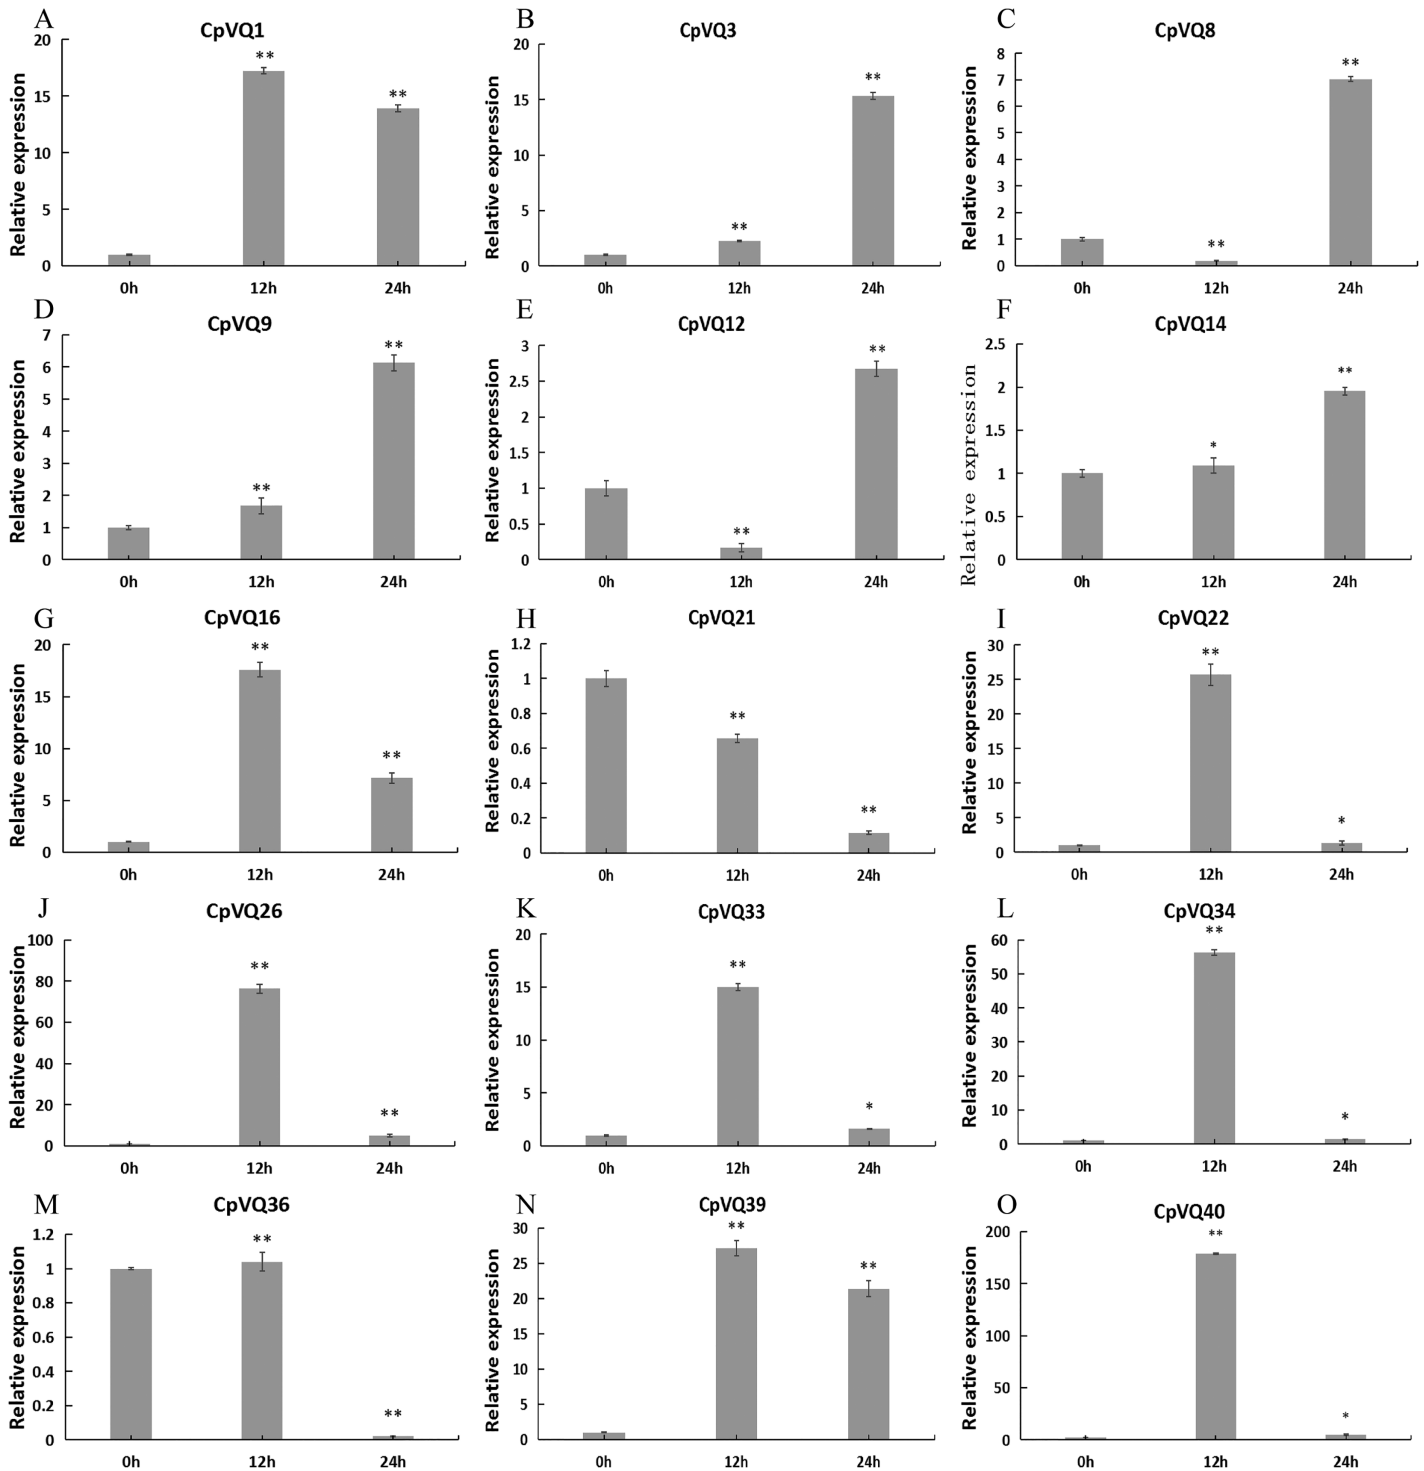 A
CpVQ1
Relative expression
20
15
10
5
0
**
**
0h 12h 24h
B
CpVQ3
Relative expression
20
15
10
5
0
**
**
0h 12h 24h
C
CpVQ8
Relative expression
8
7
6
5
4
3
2
1
0
**
**
0h 12h 24h
D
CpVQ9
Relative expression
7
6
5
4
3
2
1
0
**
**
0h 12h 24h
E
CpVQ12
Relative expression
3
2.5
2
1.5
1
0.5
0
**
**
0h 12h 24h
F
CpVQ14
Relative expression
2.5
2
1.5
1
0.5
0
*
**
0h 12h 24h
G
CpVQ16
Relative expression
20
15
10
5
0
**
**
0h 12h 24h
H
CpVQ21
Relative expression
1.2
1
0.8
0.6
0.4
0.2
0
**
**
0h 12h 24h
I
CpVQ22
Relative expression
30
25
20
15
10
5
0
**
*
0h 12h 24h
J
CpVQ26
Relative expression
100
80
60
40
20
0
**
**
0h 12h 24h
K
CpVQ33
Relative expression
20
15
10
5
0
**
*
0h 12h 24h
L
CpVQ34
Relative expression
60
50
40
30
20
10
0
**
*
0h 12h 24h
M
CpVQ36
Relative expression
1.2
1
0.8
0.6
0.4
0.2
0
**
**
0h 12h 24h
N
CpVQ39
Relative expression
30
25
20
15
10
5
0
**
**
0h 12h 24h
O
CpVQ40
Relative expression
200
150
100
50
0
**
*
0h 12h 24h